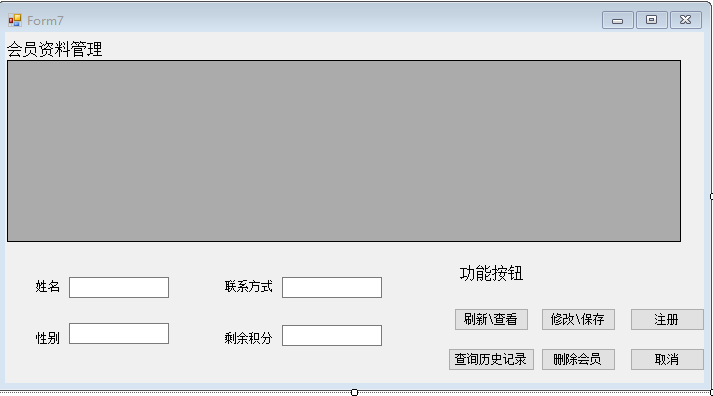 Form7
会员资料管理
功能按钮
姓名 联系方式
刷新\查看 修改\保存 注册
性别 剩余积分
查询历史记录 删除会员 取消